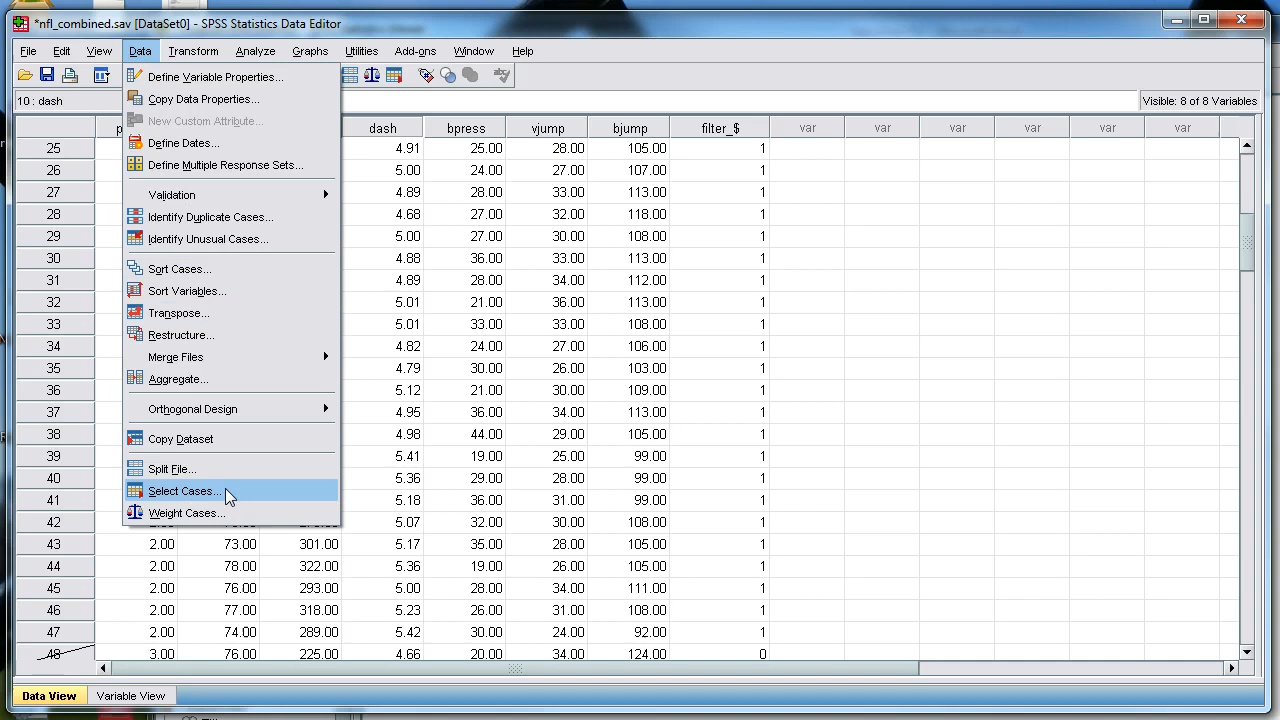 *nfl_combined.sav [DataSet0] - SPSS Statistics Data Editor
File Edit View Data Transform Analyze Graphs Utilities Add-ons Window Help
10 : dash Visible: 8 of 8 Variables
Define Variable Properties...
Copy Data Properties...
New Custom Attribute...
Define Dates...
Define Multiple Response Sets...
Validation
Identify Duplicate Cases...
Identify Unusual Cases...
Sort Cases...
Sort Variables...
Transpose...
Restructure...
Merge Files
Aggregate...
Orthogonal Design
Copy Dataset
Split File...
Select Cases...
Weight Cases...
dash bpress vjump bjump filter_$ var var var var var var
25 4.91 25.00 28.00 105.00 1
26 5.00 24.00 27.00 107.00 1
27 4.89 28.00 33.00 113.00 1
28 4.68 27.00 32.00 118.00 1
29 5.00 27.00 30.00 108.00 1
30 4.88 36.00 33.00 113.00 1
31 4.89 28.00 34.00 112.00 1
32 5.01 21.00 36.00 113.00 1
33 5.01 33.00 33.00 108.00 1
34 4.82 24.00 27.00 106.00 1
35 4.79 30.00 26.00 103.00 1
36 5.12 21.00 30.00 109.00 1
37 4.95 36.00 34.00 113.00 1
38 4.98 44.00 29.00 105.00 1
39 5.41 19.00 25.00 99.00 1
40 5.36 29.00 28.00 99.00 1
41 5.18 36.00 31.00 99.00 1
42 5.07 32.00 30.00 108.00 1
43 2.00 73.00 301.00 5.17 35.00 28.00 105.00 1
44 2.00 78.00 322.00 5.36 19.00 26.00 105.00 1
45 2.00 76.00 293.00 5.00 28.00 34.00 111.00 1
46 2.00 77.00 318.00 5.23 26.00 31.00 108.00 1
47 2.00 74.00 289.00 5.42 30.00 24.00 92.00 1
48 3.00 76.00 225.00 4.66 20.00 34.00 124.00 0
Data View Variable View